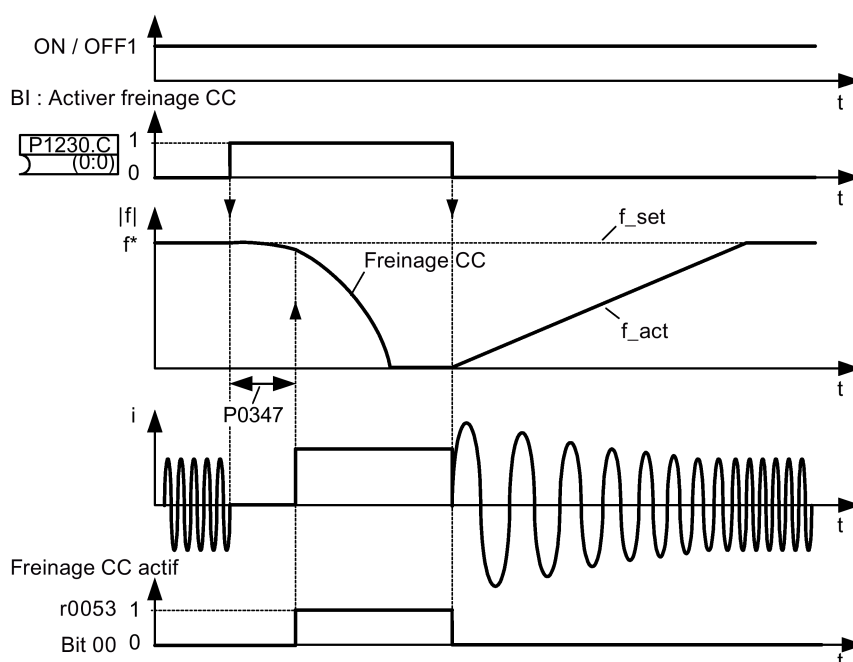 ON / OFF1
t
BI : Activer freinage CC
P1230.C
(0:0)
1
0
t
|f|
f*
f_set
Freinage CC
f_act
t
P0347
i
t
Freinage CC actif
r0053 1
Bit 00 0
t